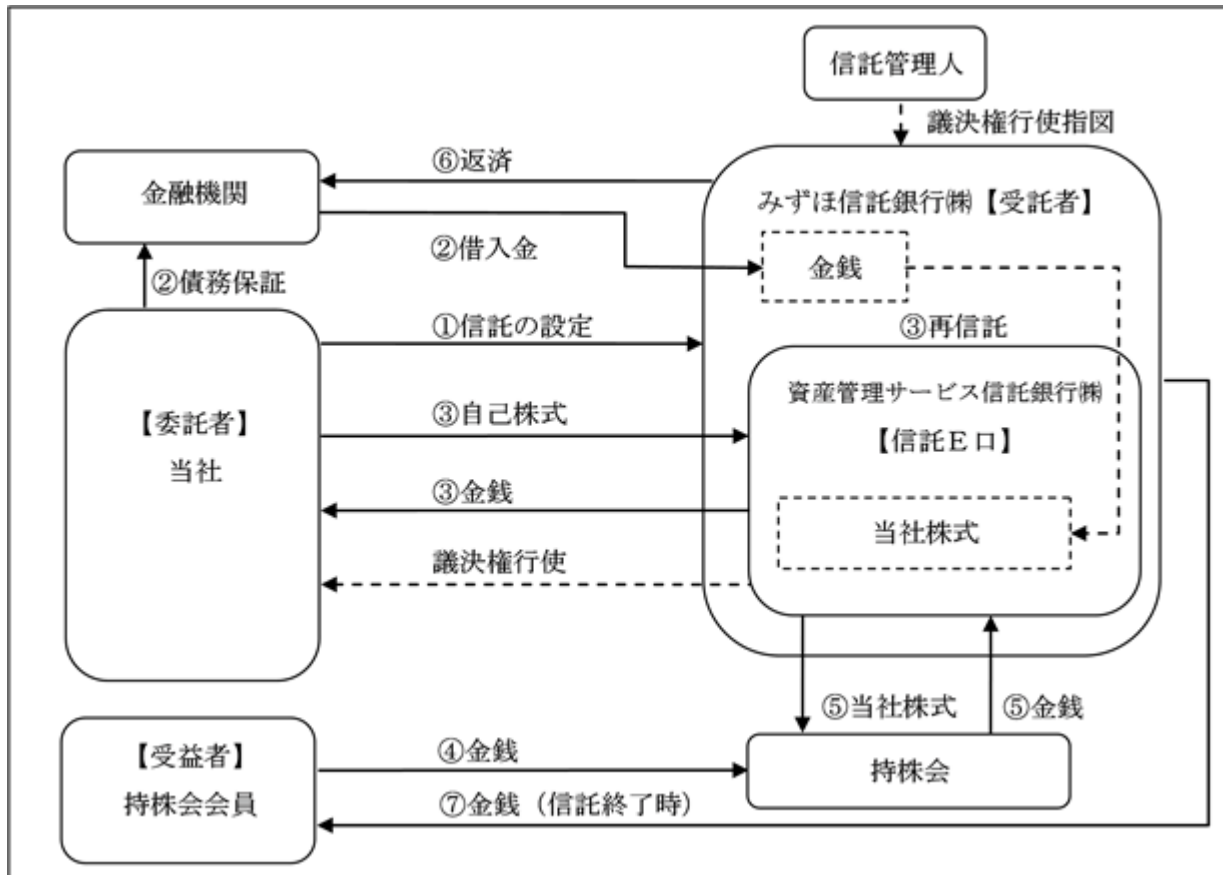 信託管理人
議決権行使指図
⑥返済
金融機関
みずほ信託銀行㈱【受託者】
②借入金
金銭
②債務保証
①信託の設定
③再信託
資産管理サービス信託銀行㈱
【委託者】
当社
③自己株式
【信託E口】
③金銭
当社株式
議決権行使
⑤当社株式
⑤金銭
【受益者】
持株会会員
④金銭
持株会
⑦金銭（信託終了時）